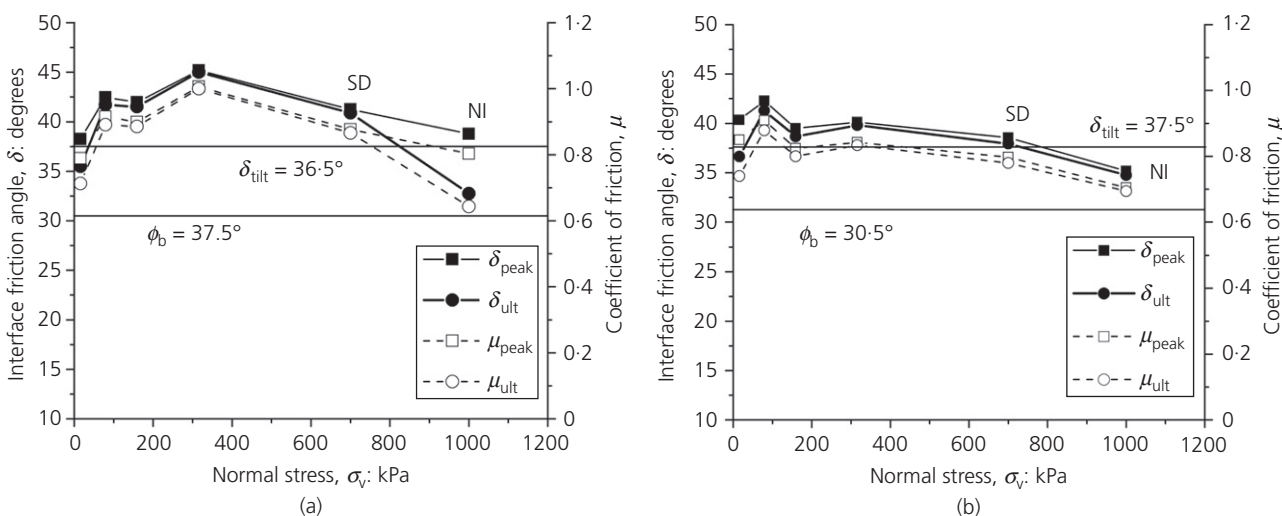 50
45
40
35
30
25
20
15
10
Interface friction angle, δ: degrees
1·2
1·0
0·8
0·6
0·4
0·2
0
Coefficient of friction, μ
SD
NI
δtilt = 36·5°
ϕb = 37.5°
δpeak
δult
μpeak
μult
0 200 400 600 800 1000 1200
Normal stress, σv: kPa
(a)
50
45
40
35
30
25
20
15
10
Interface friction angle, δ: degrees
1·2
1·0
0·8
0·6
0·4
0·2
0
Coefficient of friction, μ
SD
δtilt = 37·5°
NI
ϕb = 30·5°
δpeak
δult
μpeak
μult
0 200 400 600 800 1000 1200
Normal stress, σv: kPa
(b)